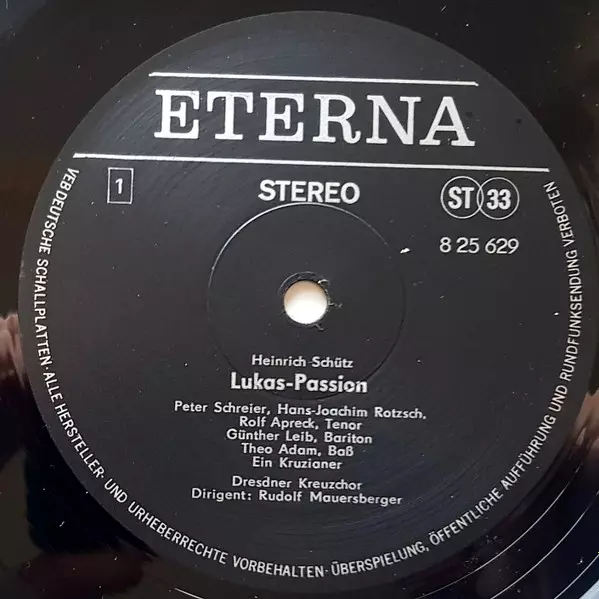 ETERNA
1
STEREO
ST 33
8 25 629
Heinrich Schütz
Lukas-Passion
Peter Schreier, Hans-Joachim Rotzsch,
Rolf Apreck, Tenor
Günther Leib, Bariton
Theo Adam, Baß
Ein Kruzianer
Dresdner Kreuzchor
Dirigent: Rudolf Mauersberger
VEB DEUTSCHE SCHALLPLATTEN · ALLE HERSTELLER- UND URHEBERRECHTE VORBEHALTEN · ÜBERSPIELUNG, ÖFFENTLICHE AUFFÜHRUNG UND RUNDFUNKSENDUNG VERBOTEN